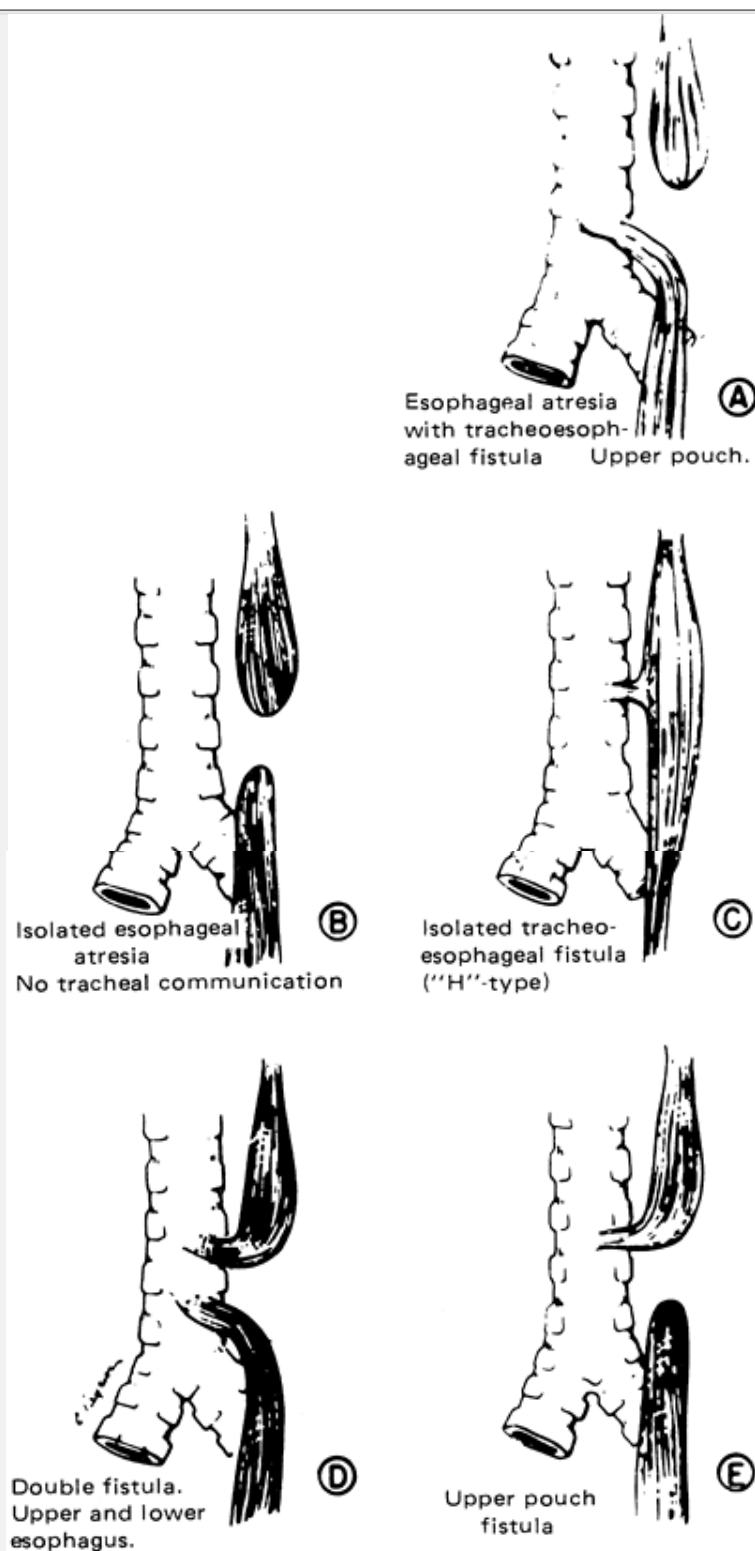 Esophageal atresia
with tracheoesoph-
ageal fistula Upper pouch.
A
Isolated esophageal
atresia
No tracheal communication
B
Isolated tracheo-
esophageal fistula
("H"-type)
C
Double fistula.
Upper and lower
esophagus.
D
Upper pouch
fistula
E